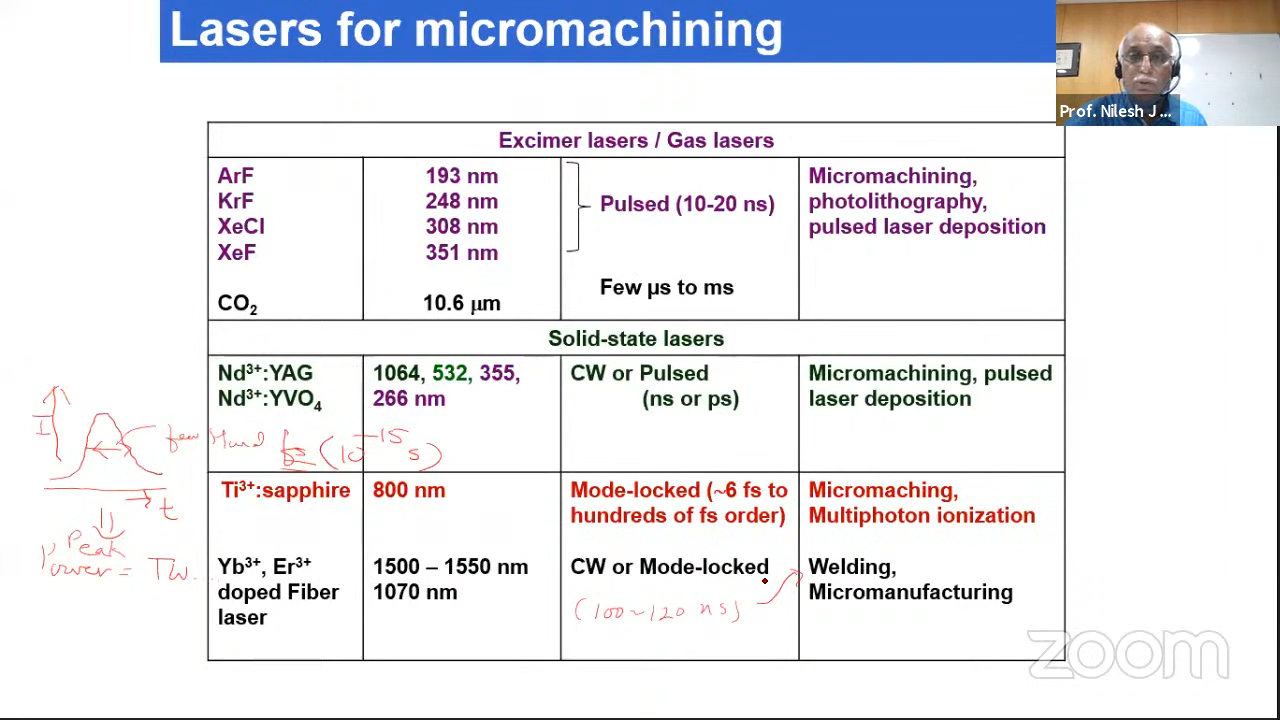 Lasers for micromachining
Prof. Nilesh J ...
Excimer lasers / Gas lasers
ArF 193 nm Pulsed (10-20 ns) Micromachining,
KrF 248 nm photolithography,
XeCl 308 nm pulsed laser deposition
XeF 351 nm
CO₂ 10.6 μm Few μs to ms
Solid-state lasers
Nd³⁺:YAG 1064, 532, 355, CW or Pulsed Micromachining, pulsed
Nd³⁺:YVO₄ 266 nm (ns or ps) laser deposition
I few Hund fs (10⁻¹⁵ s)
t
Ti³⁺:sapphire 800 nm Mode-locked (~6 fs to Micromaching,
hundreds of fs order) Multiphoton ionization
Peak
Power = TW...
Yb³⁺, Er³⁺ 1500 – 1550 nm CW or Mode-locked Welding,
doped Fiber 1070 nm Micromanufacturing
laser
(100~120 ns)
zoom